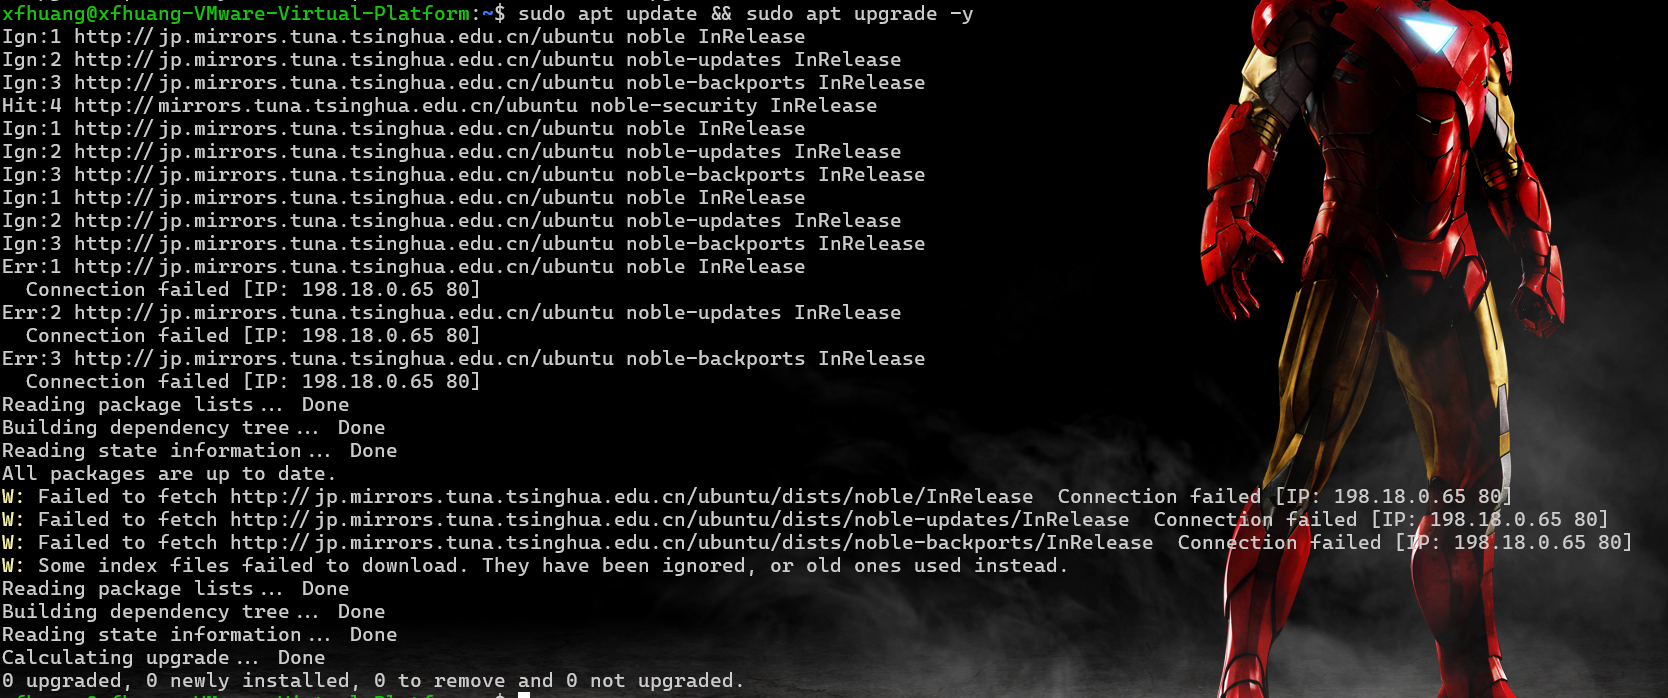 xfhuang@xfhuang-VMware-Virtual-Platform:~$ sudo apt update && sudo apt upgrade -y
Ign:1 http://jp.mirrors.tuna.tsinghua.edu.cn/ubuntu noble InRelease
Ign:2 http://jp.mirrors.tuna.tsinghua.edu.cn/ubuntu noble-updates InRelease
Ign:3 http://jp.mirrors.tuna.tsinghua.edu.cn/ubuntu noble-backports InRelease
Hit:4 http://mirrors.tuna.tsinghua.edu.cn/ubuntu noble-security InRelease
Ign:1 http://jp.mirrors.tuna.tsinghua.edu.cn/ubuntu noble InRelease
Ign:2 http://jp.mirrors.tuna.tsinghua.edu.cn/ubuntu noble-updates InRelease
Ign:3 http://jp.mirrors.tuna.tsinghua.edu.cn/ubuntu noble-backports InRelease
Ign:1 http://jp.mirrors.tuna.tsinghua.edu.cn/ubuntu noble InRelease
Ign:2 http://jp.mirrors.tuna.tsinghua.edu.cn/ubuntu noble-updates InRelease
Ign:3 http://jp.mirrors.tuna.tsinghua.edu.cn/ubuntu noble-backports InRelease
Err:1 http://jp.mirrors.tuna.tsinghua.edu.cn/ubuntu noble InRelease
  Connection failed [IP: 198.18.0.65 80]
Err:2 http://jp.mirrors.tuna.tsinghua.edu.cn/ubuntu noble-updates InRelease
  Connection failed [IP: 198.18.0.65 80]
Err:3 http://jp.mirrors.tuna.tsinghua.edu.cn/ubuntu noble-backports InRelease
  Connection failed [IP: 198.18.0.65 80]
Reading package lists... Done
Building dependency tree... Done
Reading state information... Done
All packages are up to date.
W: Failed to fetch http://jp.mirrors.tuna.tsinghua.edu.cn/ubuntu/dists/noble/InRelease  Connection failed [IP: 198.18.0.65 80]
W: Failed to fetch http://jp.mirrors.tuna.tsinghua.edu.cn/ubuntu/dists/noble-updates/InRelease  Connection failed [IP: 198.18.0.65 80]
W: Failed to fetch http://jp.mirrors.tuna.tsinghua.edu.cn/ubuntu/dists/noble-backports/InRelease  Connection failed [IP: 198.18.0.65 80]
W: Some index files failed to download. They have been ignored, or old ones used instead.
Reading package lists... Done
Building dependency tree... Done
Reading state information... Done
Calculating upgrade... Done
0 upgraded, 0 newly installed, 0 to remove and 0 not upgraded.